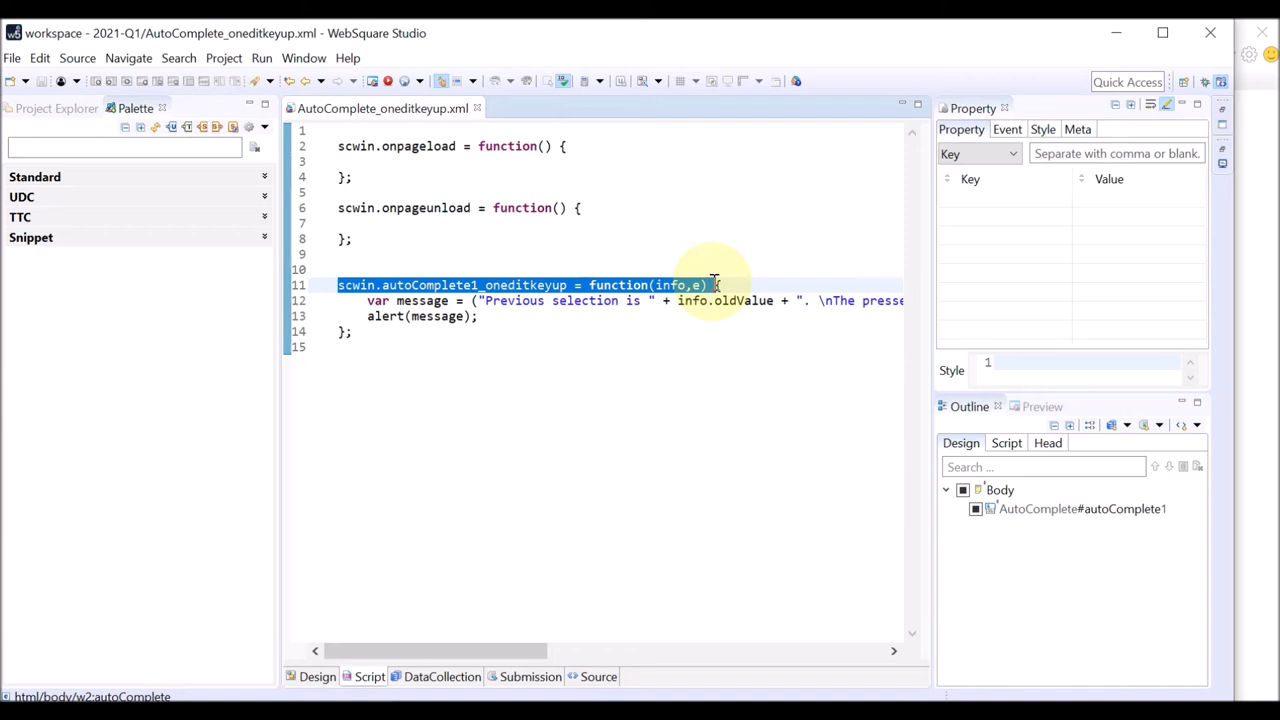 workspace - 2021-Q1/AutoComplete_oneditkeyup.xml - WebSquare Studio
File Edit Source Navigate Search Project Run Window Help
Quick Access
Project Explorer Palette
AutoComplete_oneditkeyup.xml
Property
Property Event Style Meta
Key Separate with comma or blank.
Key Value
Standard
UDC
TTC
Snippet
1
2 scwin.onpageload = function() {
3
4 };
5
6 scwin.onpageunload = function() {
7
8 };
9
10
11 scwin.autoComplete1_oneditkeyup = function(info,e) {
12 var message = ("Previous selection is " + info.oldValue + ". \nThe presse
13 alert(message);
14 };
15
Style 1
Outline Preview
Design Script Head
Search ...
Body
AutoComplete#autoComplete1
Design Script DataCollection Submission Source
html/body/w2:autoComplete